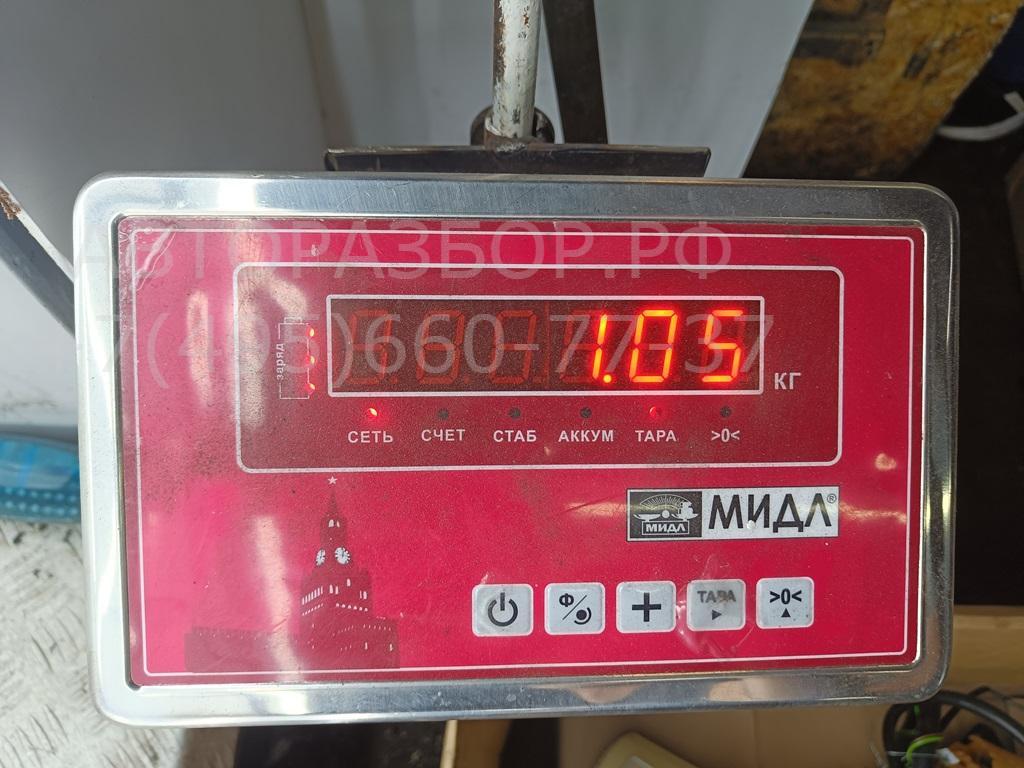 АВТОРАЗБОР.РФ
7(495)660-77-37
заряд
1.05
КГ
СЕТЬ СЧЕТ СТАБ АККУМ ТАРА >0<
МИДЛ МИДЛ®
Ф + ТАРА >0<